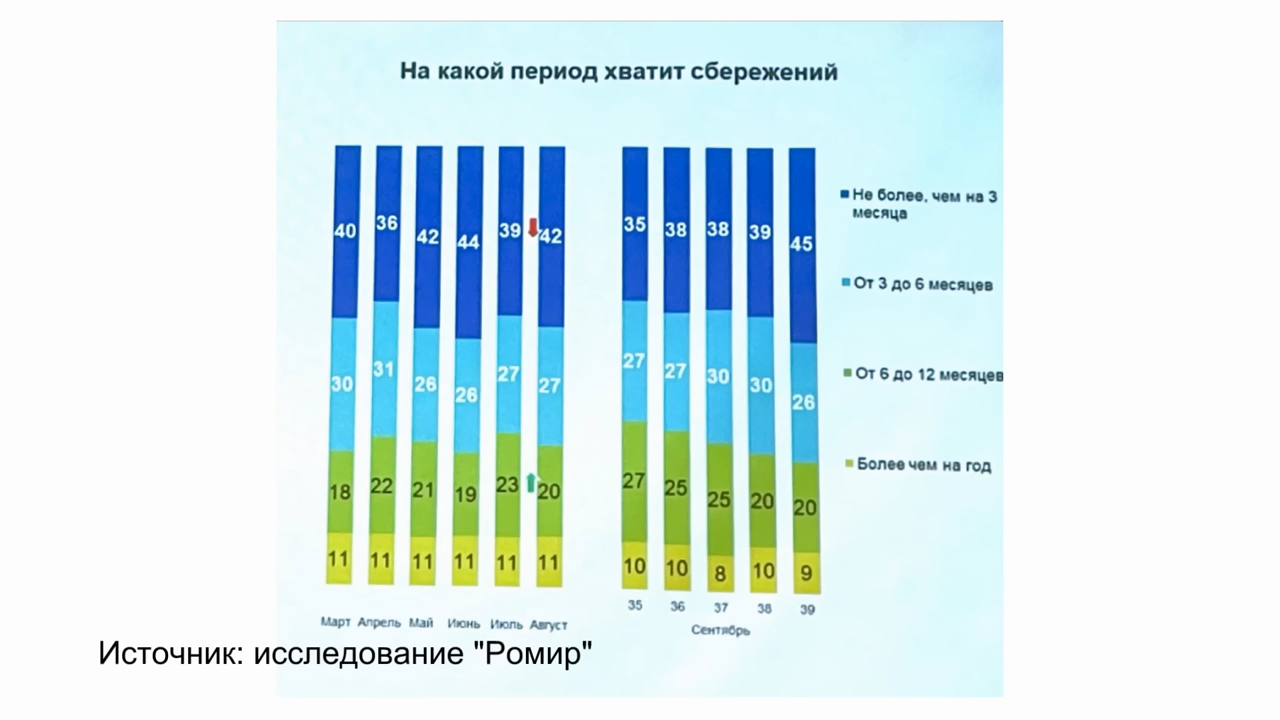 На какой период хватит сбережений
40 36 42 44 39 42 35 38 38 39 45
30 31 26 26 27 27 27 27 30 30 26
18 22 21 19 23 20 27 25 25 20 20
11 11 11 11 11 11 10 10 8 10 9
35 36 37 38 39
Март Апрель Май Июнь Июль Август
Сентябрь
Не более, чем на 3
месяца
От 3 до 6 месяцев
От 6 до 12 месяцев
Более чем на год
Источник: исследование "Ромир"